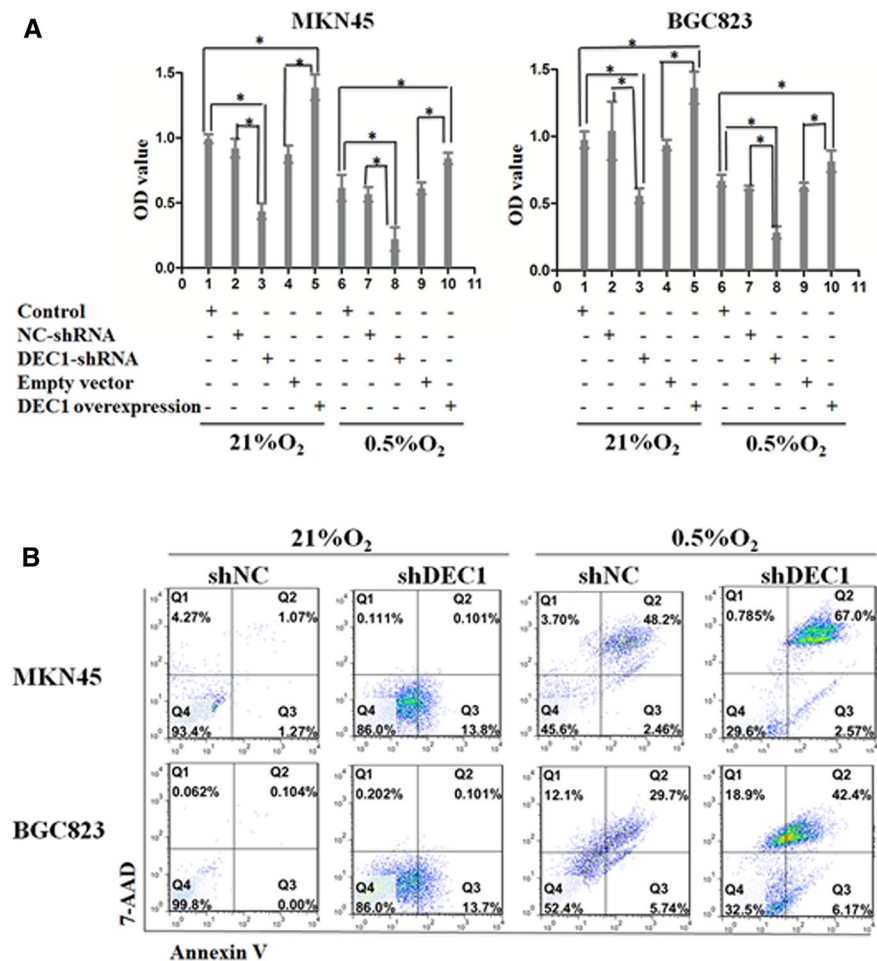 A
MKN45 BGC823
* * * * * * * * * * * * * * * *
OD value OD value
1.5 1.5
1.0 1.0
0.5 0.5
0.0 0.0
0 1 2 3 4 5 6 7 8 9 10 11 0 1 2 3 4 5 6 7 8 9 10 11
Control + - - - - + - - - - + - - - - + - - - -
NC-shRNA - + - - - - + - - - - + - - - - + - - -
DEC1-shRNA - - + - - - - + - - - - + - - - - + - -
Empty vector - - - + - - - - + - - - - + - - - - + -
DEC1 overexpression - - - - + - - - - + - - - - + - - - - +
21%O2 0.5%O2 21%O2 0.5%O2
B
21%O2 0.5%O2
shNC shDEC1 shNC shDEC1
MKN45
Q1 4.27% Q2 1.07% Q4 93.4% Q3 1.27%
Q1 0.111% Q2 0.101% Q4 86.0% Q3 13.8%
Q1 3.70% Q2 48.2% Q4 45.6% Q3 2.46%
Q1 0.785% Q2 67.0% Q4 29.6% Q3 2.57%
BGC823
Q1 0.062% Q2 0.104% Q4 99.8% Q3 0.00%
Q1 0.202% Q2 0.101% Q4 86.0% Q3 13.7%
Q1 12.1% Q2 29.7% Q4 52.4% Q3 5.74%
Q1 18.9% Q2 42.4% Q4 32.5% Q3 6.17%
7-AAD
Annexin V